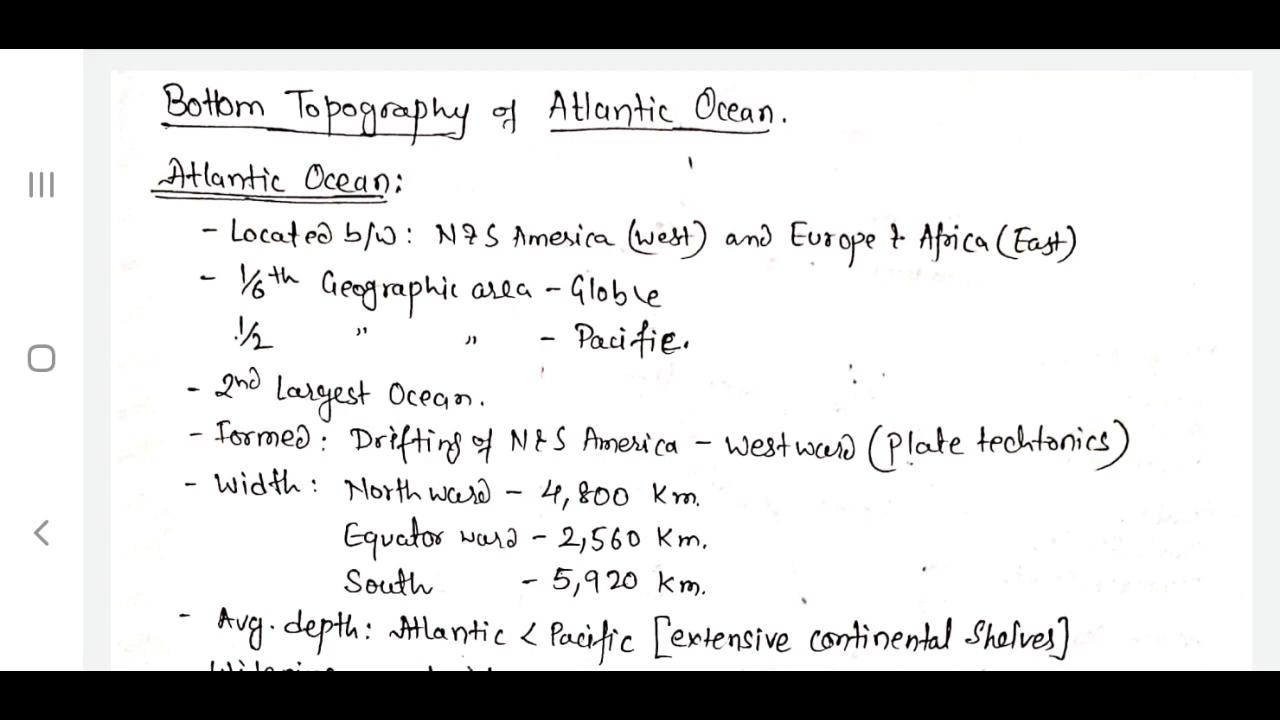 Bottom Topography of Atlantic Ocean.
Atlantic Ocean:
- Located b/w: N & S America (west) and Europe & Africa (East)
- 1/6th Geographic area - Globle
1/2 " " - Pacific.
- 2nd Largest Ocean.
- Formed: Drifting of N & S America - westward (Plate techtonics)
- Width: Northward - 4,800 Km.
Equator ward - 2,560 Km.
South - 5,920 Km.
- Avg. depth: Atlantic < Pacific [extensive continental Shelves]